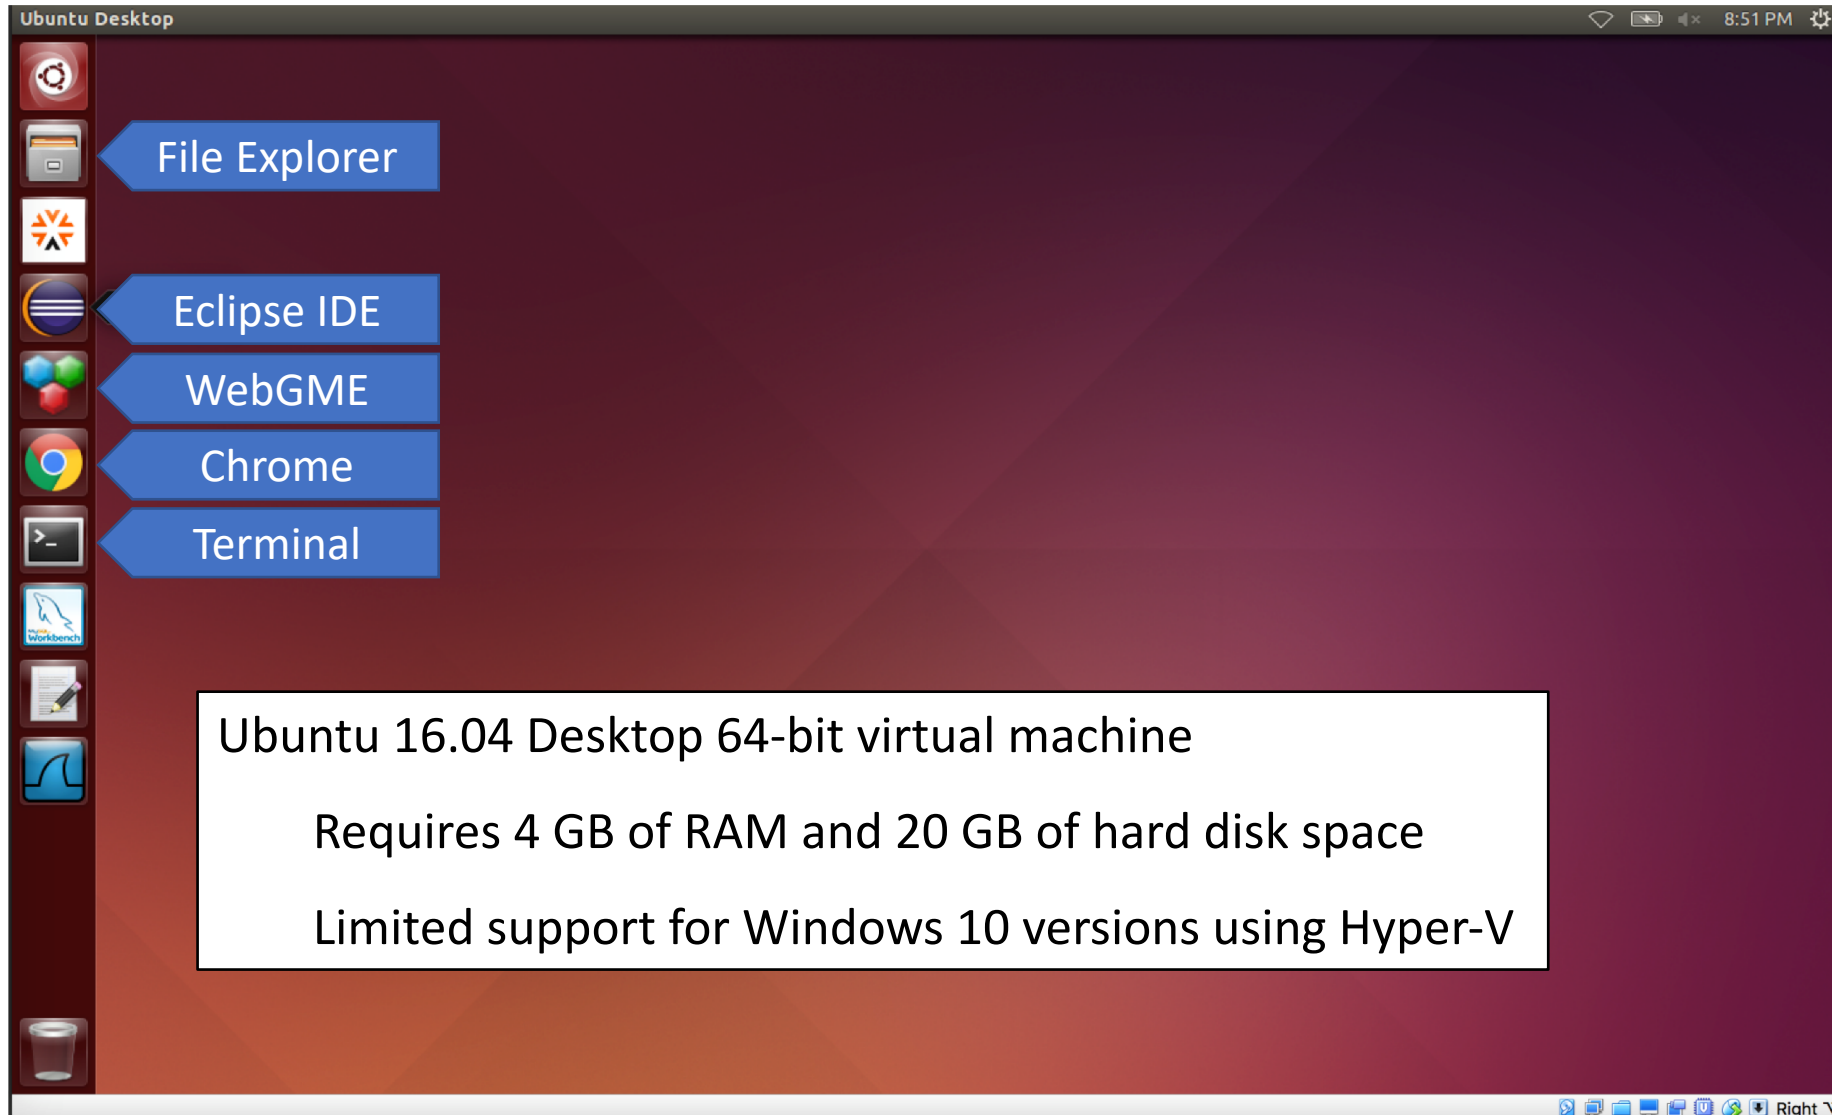 Ubuntu Desktop
8:51 PM
File Explorer
Eclipse IDE
WebGME
Chrome
Terminal
Workbench
Ubuntu 16.04 Desktop 64-bit virtual machine
Requires 4 GB of RAM and 20 GB of hard disk space
Limited support for Windows 10 versions using Hyper-V
Right